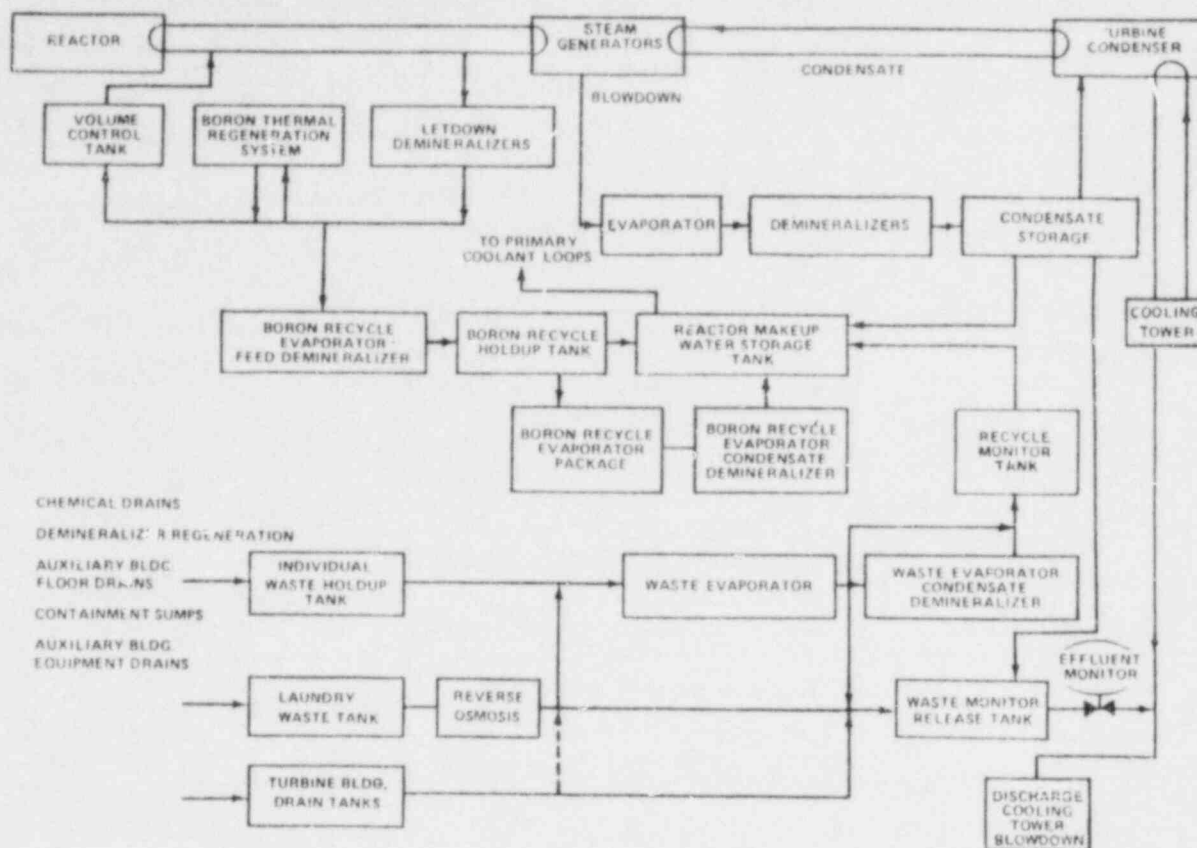 REACTOR
STEAM
GENERATORS
TURBINE
CONDENSER
CONDENSATE
BLOWDOWN
VOLUME
CONTROL
TANK
BORON THERMAL
REGENERATION
SYSTEM
LETDOWN
DEMINERALIZERS
EVAPORATOR
DEMINERALIZERS
CONDENSATE
STORAGE
TO PRIMARY
COOLANT LOOPS
COOLING
TOWER
BORON RECYCLE
EVAPORATOR
FEED DEMINERALIZER
BORON RECYCLE
HOLDUP TANK
REACTOR MAKEUP
WATER STORAGE
TANK
BORON RECYCLE
EVAPORATOR
PACKAGE
BORON RECYCLE
EVAPORATOR
CONDENSATE
DEMINERALIZER
RECYCLE
MONITOR
TANK
CHEMICAL DRAINS
DEMINERALIZER REGENERATION
AUXILIARY BLDG.
FLOOR DRAINS
CONTAINMENT SUMPS
AUXILIARY BLDG.
EQUIPMENT DRAINS
INDIVIDUAL
WASTE HOLDUP
TANK
WASTE EVAPORATOR
WASTE EVAPORATOR
CONDENSATE
DEMINERALIZER
LAUNDRY
WASTE TANK
REVERSE
OSMOSIS
WASTE MONITOR
RELEASE TANK
EFFLUENT
MONITOR
TURBINE BLDG.
DRAIN TANKS
DISCHARGE
COOLING
TOWER
BLOWDOWN